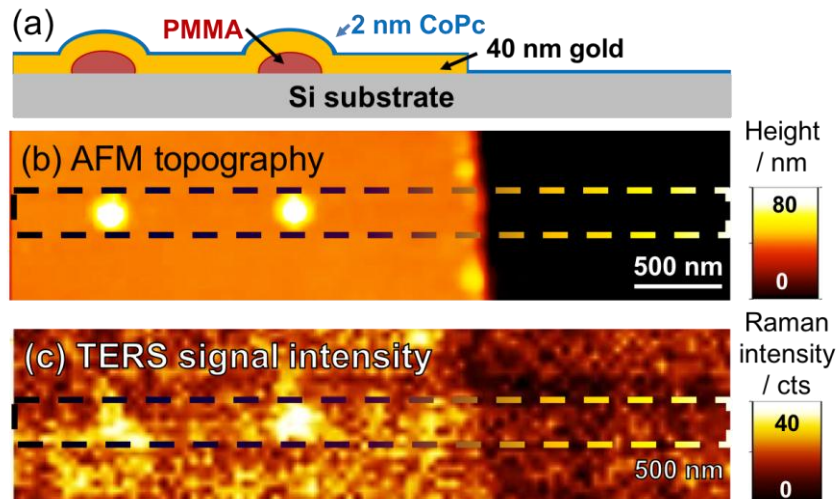 (a)
PMMA
2 nm CoPc
40 nm gold
Si substrate
(b) AFM topography
500 nm
Height
/ nm
80
0
(c) TERS signal intensity
500 nm
Raman
intensity
/ cts
40
0